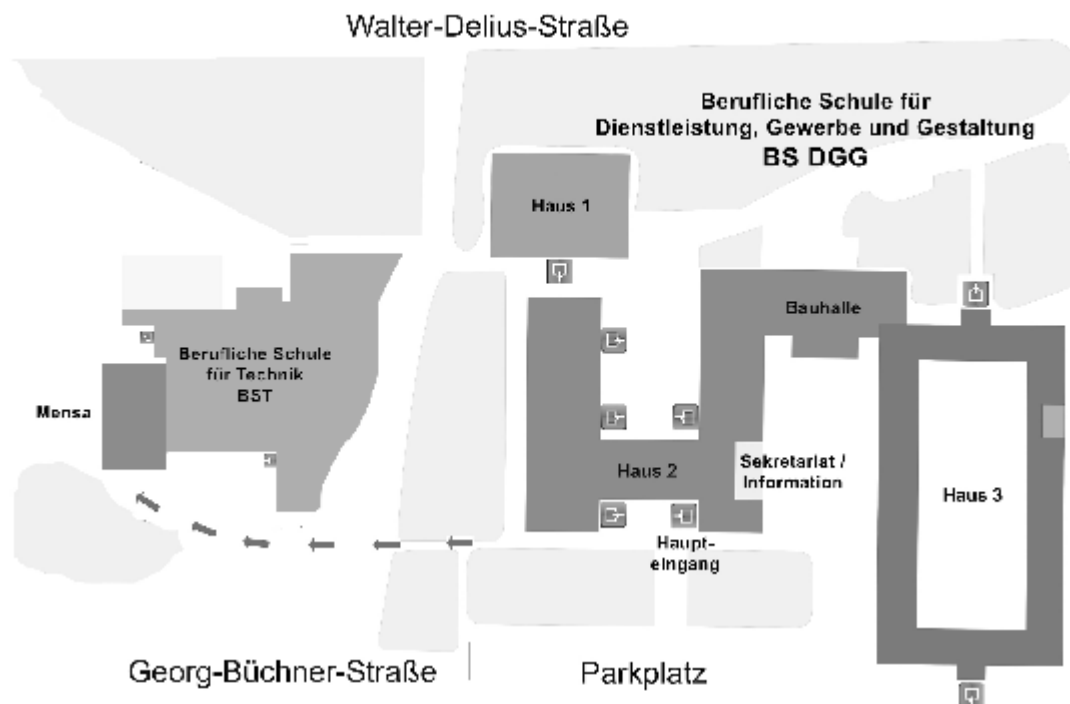 Walter-Delius-Straße
Berufliche Schule für
Dienstleistung, Gewerbe und Gestaltung
BS DGG
Haus 1
Bauhalle
Berufliche Schule
für Technik
BST
Mensa
Haus 2
Sekretariat /
Information
Haus 3
Haupt-
eingang
Georg-Büchner-Straße
Parkplatz